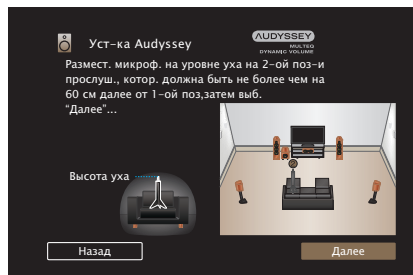 Уст-ка Audyssey
AUDYSSEY
MULTEQ
DYNAMIC VOLUME
Размест. микроф. на уровне уха на 2-ой поз-и
прослуш., котор. должна быть не более чем на
60 см далее от 1-ой поз,затем выб.
“Далее”...
Высота уха
Назад
Далее